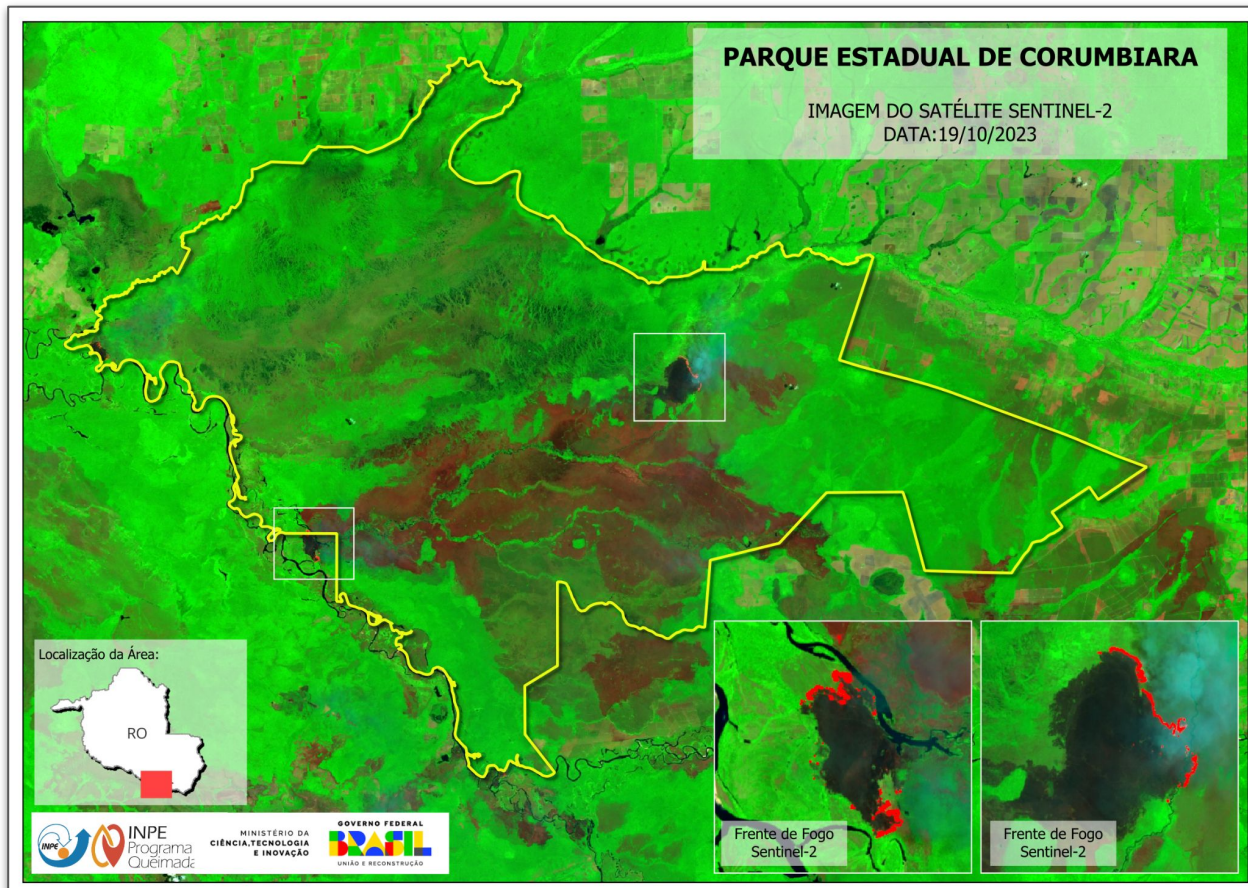 PARQUE ESTADUAL DE CORUMBIARA
IMAGEM DO SATÉLITE SENTINEL-2
DATA:19/10/2023
Localização da Área:
RO
Frente de Fogo
Sentinel-2
Frente de Fogo
Sentinel-2
INPE
INPE
Programa
Queimada
MINISTÉRIO DA
CIÊNCIA,TECNOLOGIA
E INOVAÇÃO
GOVERNO FEDERAL
BRASIL
UNIÃO E RECONSTRUÇÃO